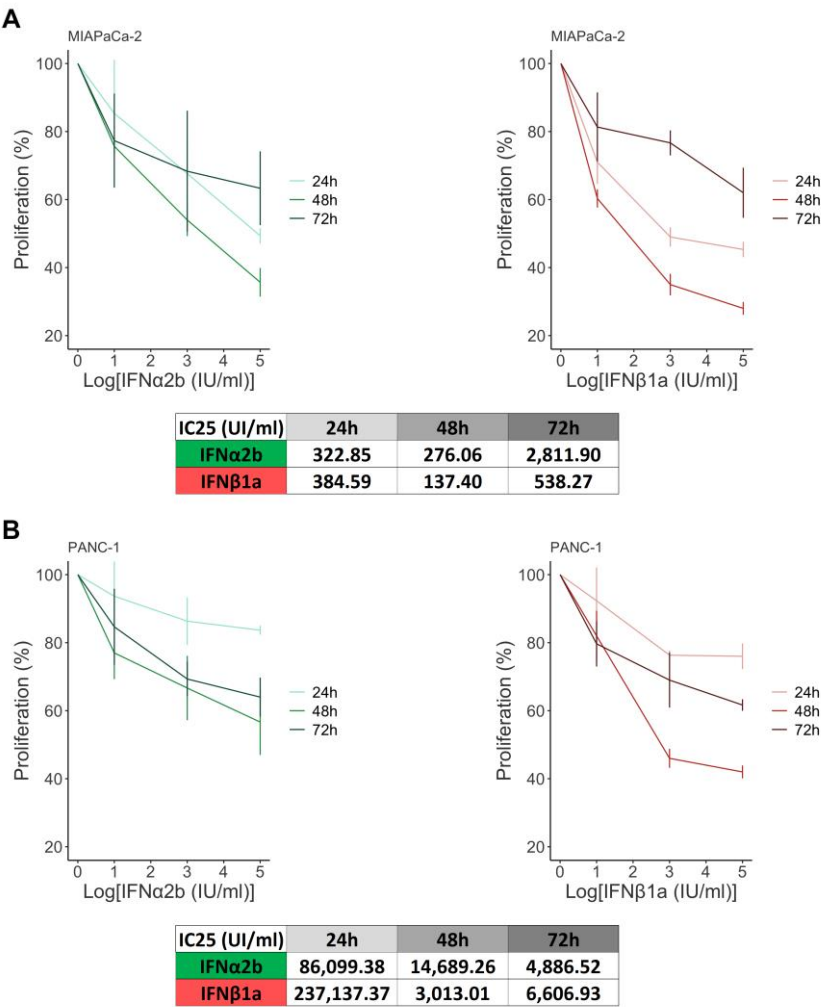 A
MIAPaCa-2
MIAPaCa-2
100
80
60
40
20
Proliferation (%)
0 1 2 3 4 5
Log[IFNα2b (IU/ml)]
24h
48h
72h
100
80
60
40
20
Proliferation (%)
0 1 2 3 4 5
Log[IFNβ1a (IU/ml)]
24h
48h
72h
IC25 (UI/ml) 24h 48h 72h
IFNα2b 322.85 276.06 2,811.90
IFNβ1a 384.59 137.40 538.27
B
PANC-1
PANC-1
100
80
60
40
20
Proliferation (%)
0 1 2 3 4 5
Log[IFNα2b (IU/ml)]
24h
48h
72h
100
80
60
40
20
Proliferation (%)
0 1 2 3 4 5
Log[IFNβ1a (IU/ml)]
24h
48h
72h
IC25 (UI/ml) 24h 48h 72h
IFNα2b 86,099.38 14,689.26 4,886.52
IFNβ1a 237,137.37 3,013.01 6,606.93